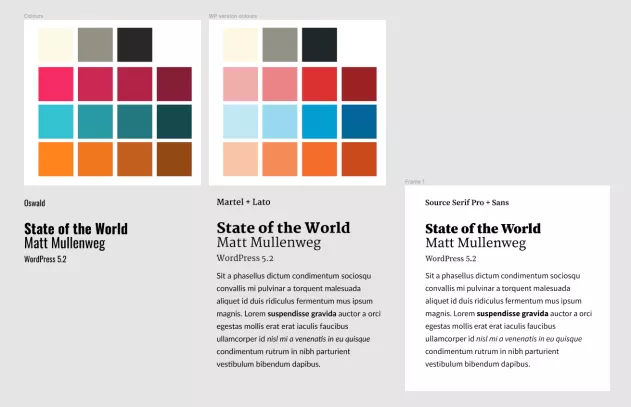 Colours
WP version colours
Frame 1
Oswald
State of the World
Matt Mullenweg
WordPress 5.2
Martel + Lato
State of the World
Matt Mullenweg
WordPress 5.2
Sit a phasellus dictum condimentum sociosqu
convallis mi pulvinar a torquent malesuada
aliquet id duis ridiculus fermentum mus ipsum
magnis. Lorem suspendisse gravida auctor a orci
egestas mollis erat erat iaculis faucibus
ullamcorper id nisl mi a venenatis in eu quisque
condimentum rutrum in nibh parturient
vestibulum bibendum dapibus.
Source Serif Pro + Sans
State of the World
Matt Mullenweg
WordPress 5.2
Sit a phasellus dictum condimentum sociosqu
convallis mi pulvinar a torquent malesuada
aliquet id duis ridiculus fermentum mus ipsum
magnis. Lorem suspendisse gravida auctor a orci
egestas mollis erat erat iaculis faucibus
ullamcorper id nisl mi a venenatis in eu quisque
condimentum rutrum in nibh parturient
vestibulum bibendum dapibus.